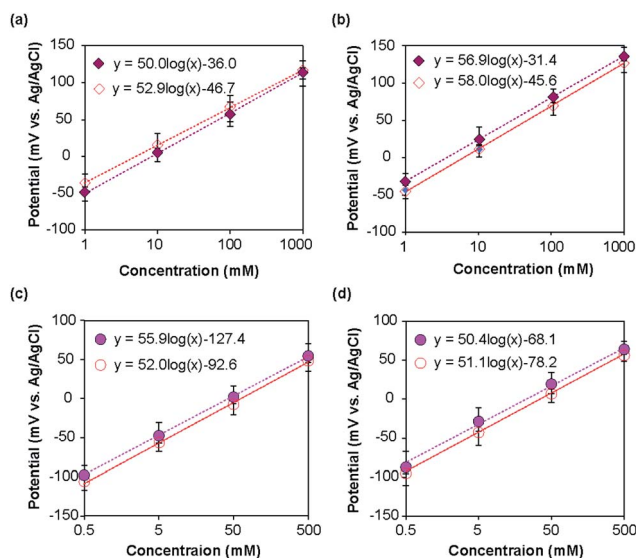 (a)
150
100
50
0
-50
-100
Potential (mV vs. Ag/AgCl)
y = 50.0log(x)-36.0
y = 52.9log(x)-46.7
1 10 100 1000
Concentration (mM)
(b)
150
100
50
0
-50
-100
Potential (mV vs. Ag/AgCl)
y = 56.9log(x)-31.4
y = 58.0log(x)-45.6
1 10 100 1000
Concentration (mM)
(c)
100
50
0
-50
-100
-150
Potential (mV vs. Ag/AgCl)
y = 55.9log(x)-127.4
y = 52.0log(x)-92.6
0.5 5 50 500
Concentraion (mM)
(d)
100
50
0
-50
-100
-150
Potential (mV vs. Ag/AgCl)
y = 50.4log(x)-68.1
y = 51.1log(x)-78.2
0.5 5 50 500
Concentraion (mM)